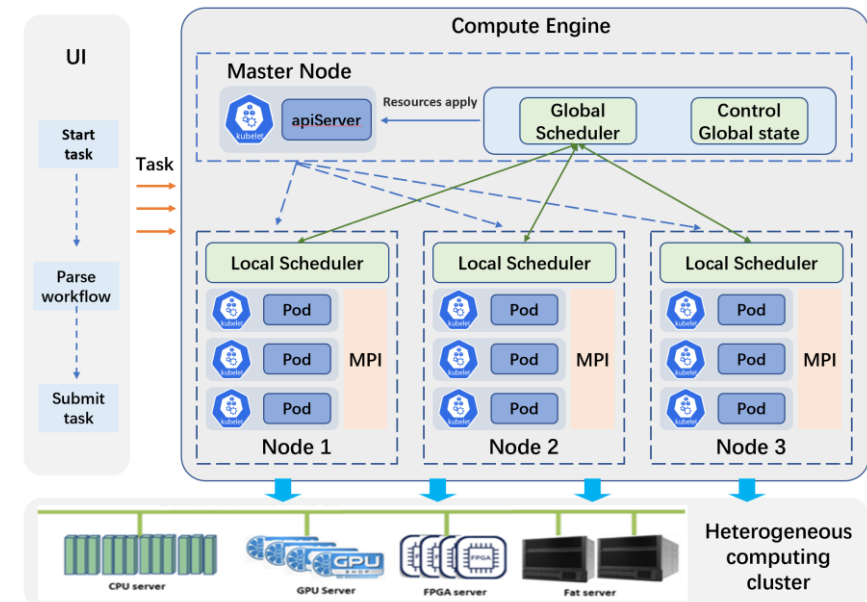 UI
Start
task
Parse
workflow
Submit
task
Task
Compute Engine
Master Node
kubelet
apiServer
Resources apply
Global
Scheduler
Control
Global state
Local Scheduler
kubelet
Pod
kubelet
Pod
kubelet
Pod
MPI
Node 1
Local Scheduler
kubelet
Pod
kubelet
Pod
kubelet
Pod
MPI
Node 2
Local Scheduler
kubelet
Pod
kubelet
Pod
kubelet
Pod
MPI
Node 3
CPU server
GPU
SHOP
GPU Server
FPGA
FPGA server
Fat server
Heterogeneous
computing
cluster